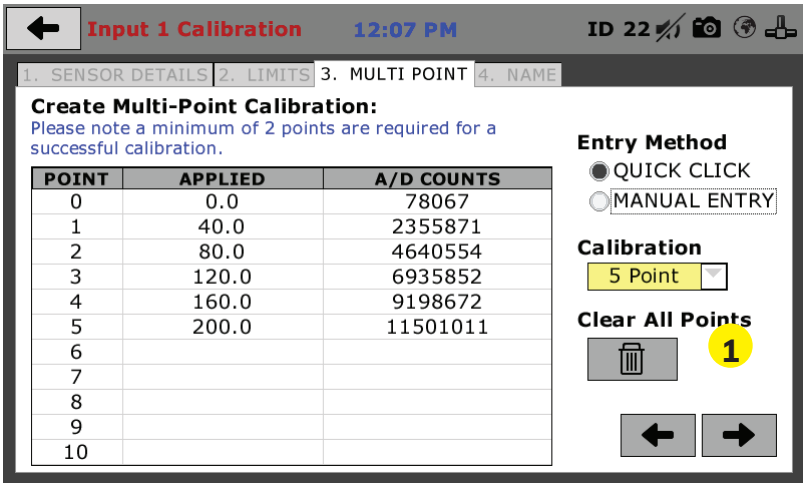 Input 1 Calibration 12:07 PM ID 22
1. SENSOR DETAILS 2. LIMITS 3. MULTI POINT 4. NAME
Create Multi-Point Calibration:
Please note a minimum of 2 points are required for a
successful calibration.
POINT APPLIED A/D COUNTS
0 0.0 78067
1 40.0 2355871
2 80.0 4640554
3 120.0 6935852
4 160.0 9198672
5 200.0 11501011
6
7
8
9
10
Entry Method
QUICK CLICK
MANUAL ENTRY
Calibration
5 Point
Clear All Points
1